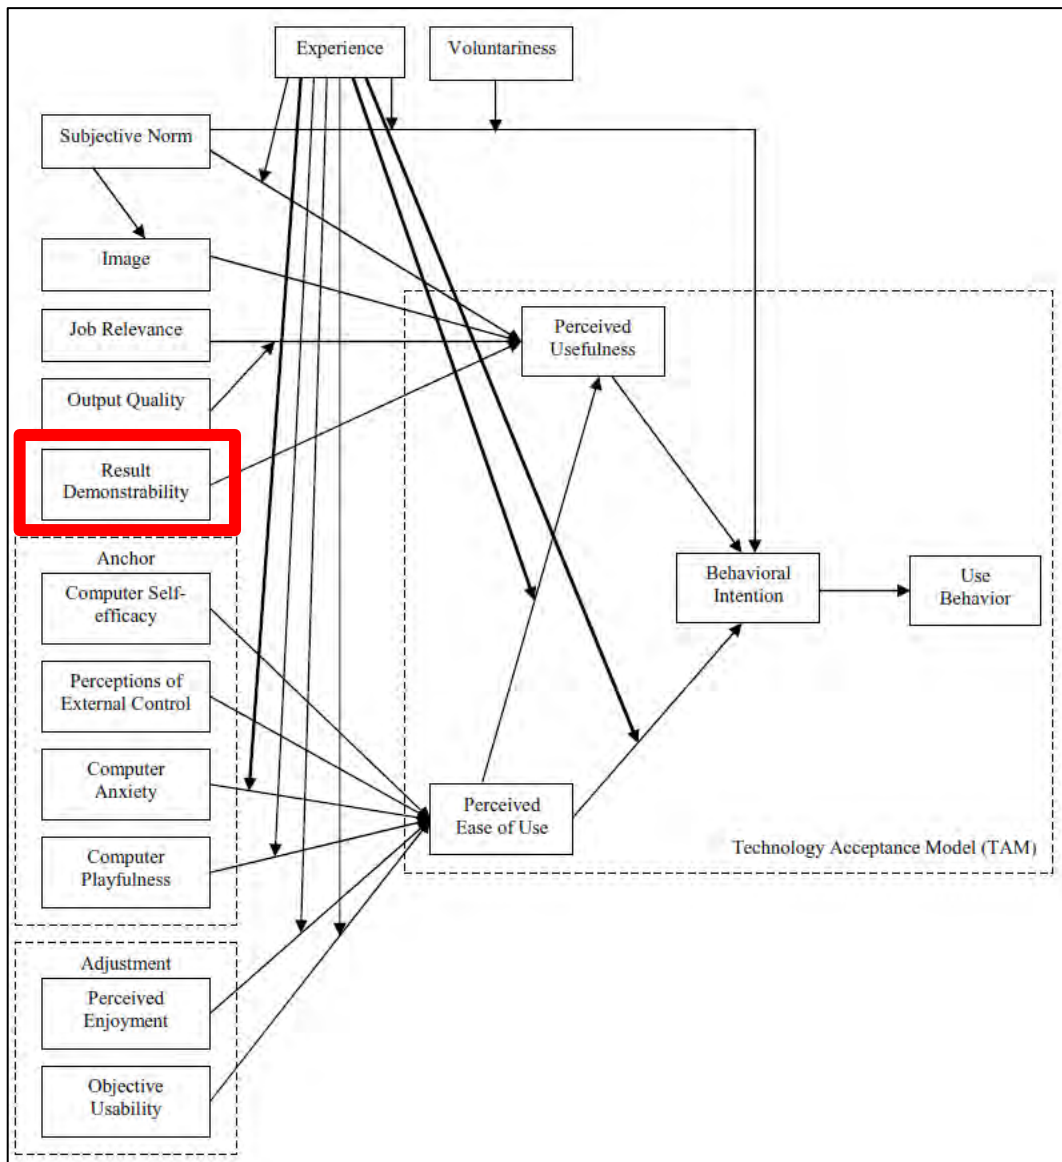 Experience
Voluntariness
Subjective Norm
Image
Job Relevance
Output Quality
Result
Demonstrability
Anchor
Computer Self-
efficacy
Perceptions of
External Control
Computer
Anxiety
Computer
Playfulness
Adjustment
Perceived
Enjoyment
Objective
Usability
Perceived
Usefulness
Perceived
Ease of Use
Behavioral
Intention
Use
Behavior
Technology Acceptance Model (TAM)